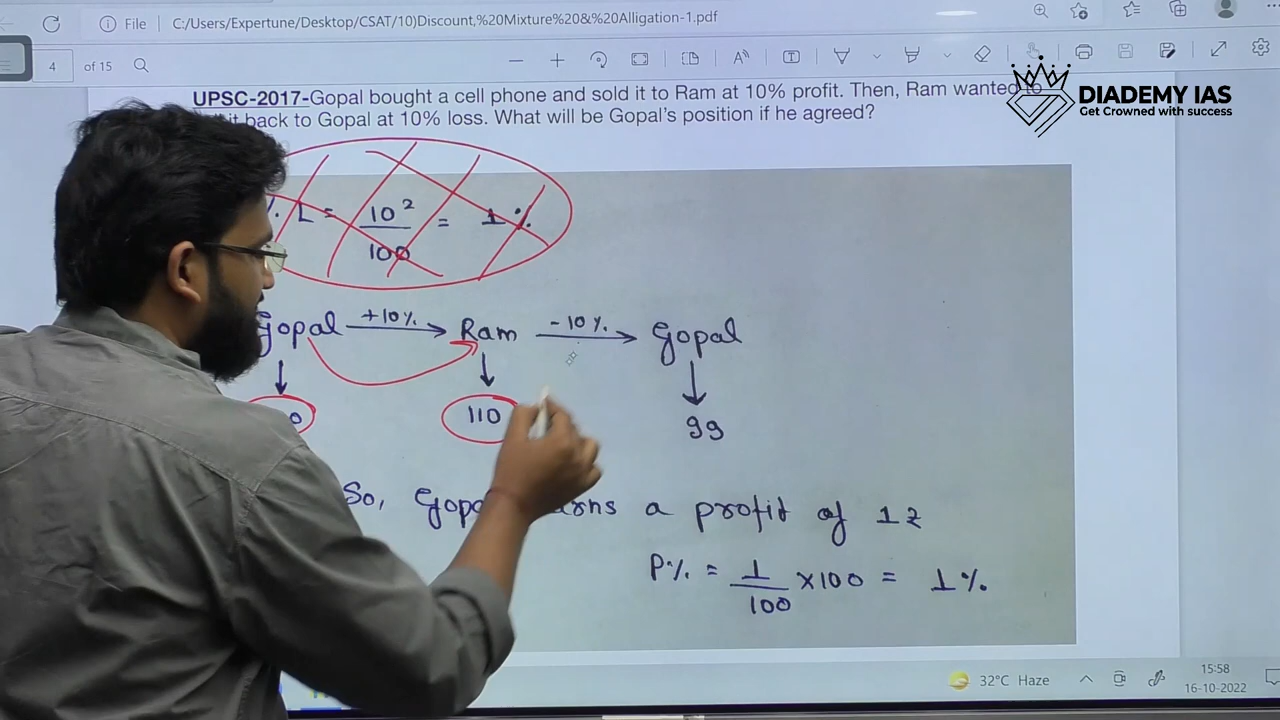 File C:/Users/Expertune/Desktop/CSAT/10)Discount,%20Mixture%20&%20Alligation-1.pdf
4 of 15
DIADEMY IAS
Get Crowned with success
UPSC-2017-Gopal bought a cell phone and sold it to Ram at 10% profit. Then, Ram wanted to
it back to Gopal at 10% loss. What will be Gopal's position if he agreed?
%. L = 10²/100 = 1%
Gopal +10% Ram -10% Gopal
110 99
So, a profit of 1₹
P% = 1/100 × 100 = 1%
32°C Haze
15:58
16-10-2022